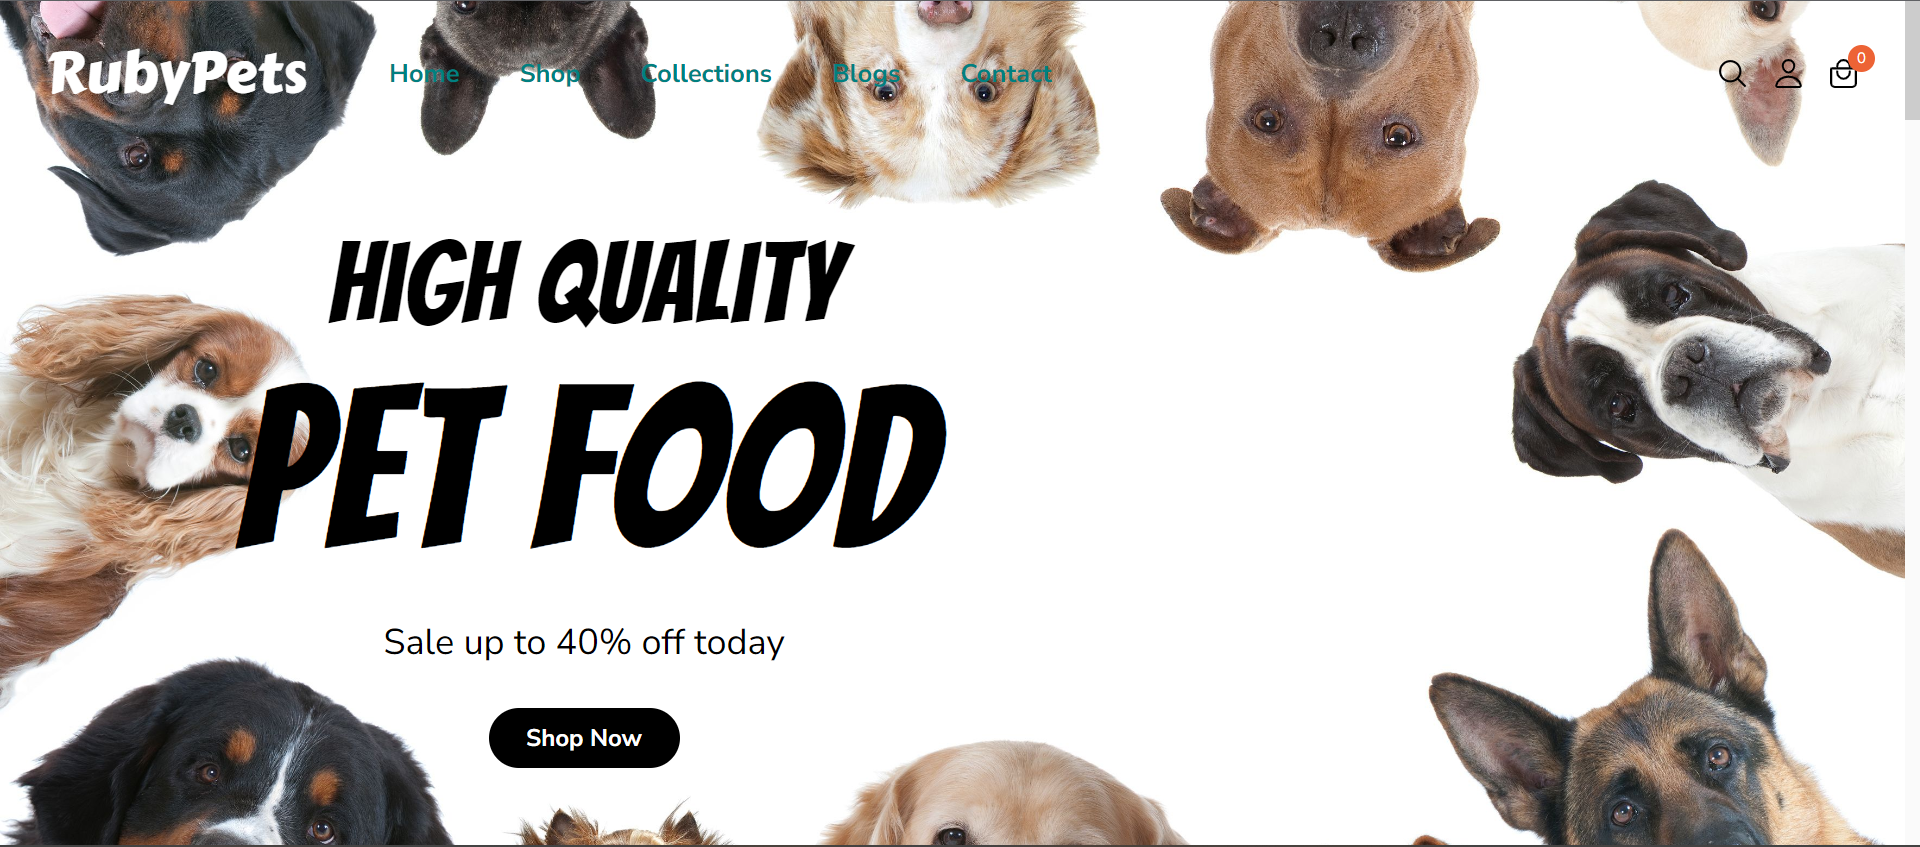 RubyPets
Home Shop Collections Blogs Contact
0
HIGH QUALITY
PET FOOD
Sale up to 40% off today
Shop Now